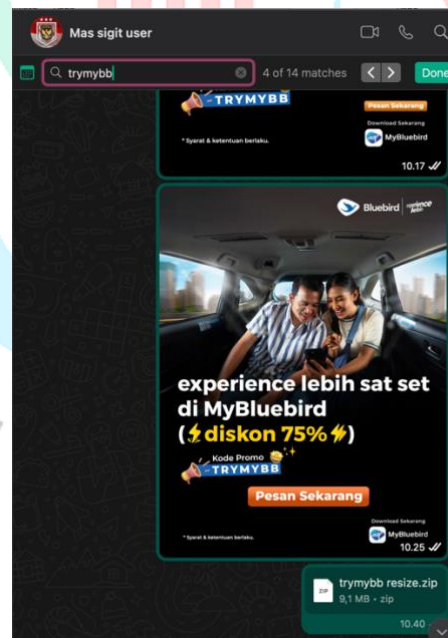 Mas sigit user
trymybb
4 of 14 matches
Done
TRYMYBB
Pesan Sekarang
Download Sekarang
MyBluebird
* Syarat & ketentuan berlaku.
10.17
Bluebird
experience lebih sat set
di MyBluebird
(⚡diskon 75%⚡)
Kode Promo
TRYMYBB
Pesan Sekarang
Download Sekarang
MyBluebird
* Syarat & ketentuan berlaku.
10.25
ZIP
trymybb resize.zip
9,1 MB • zip
10.40